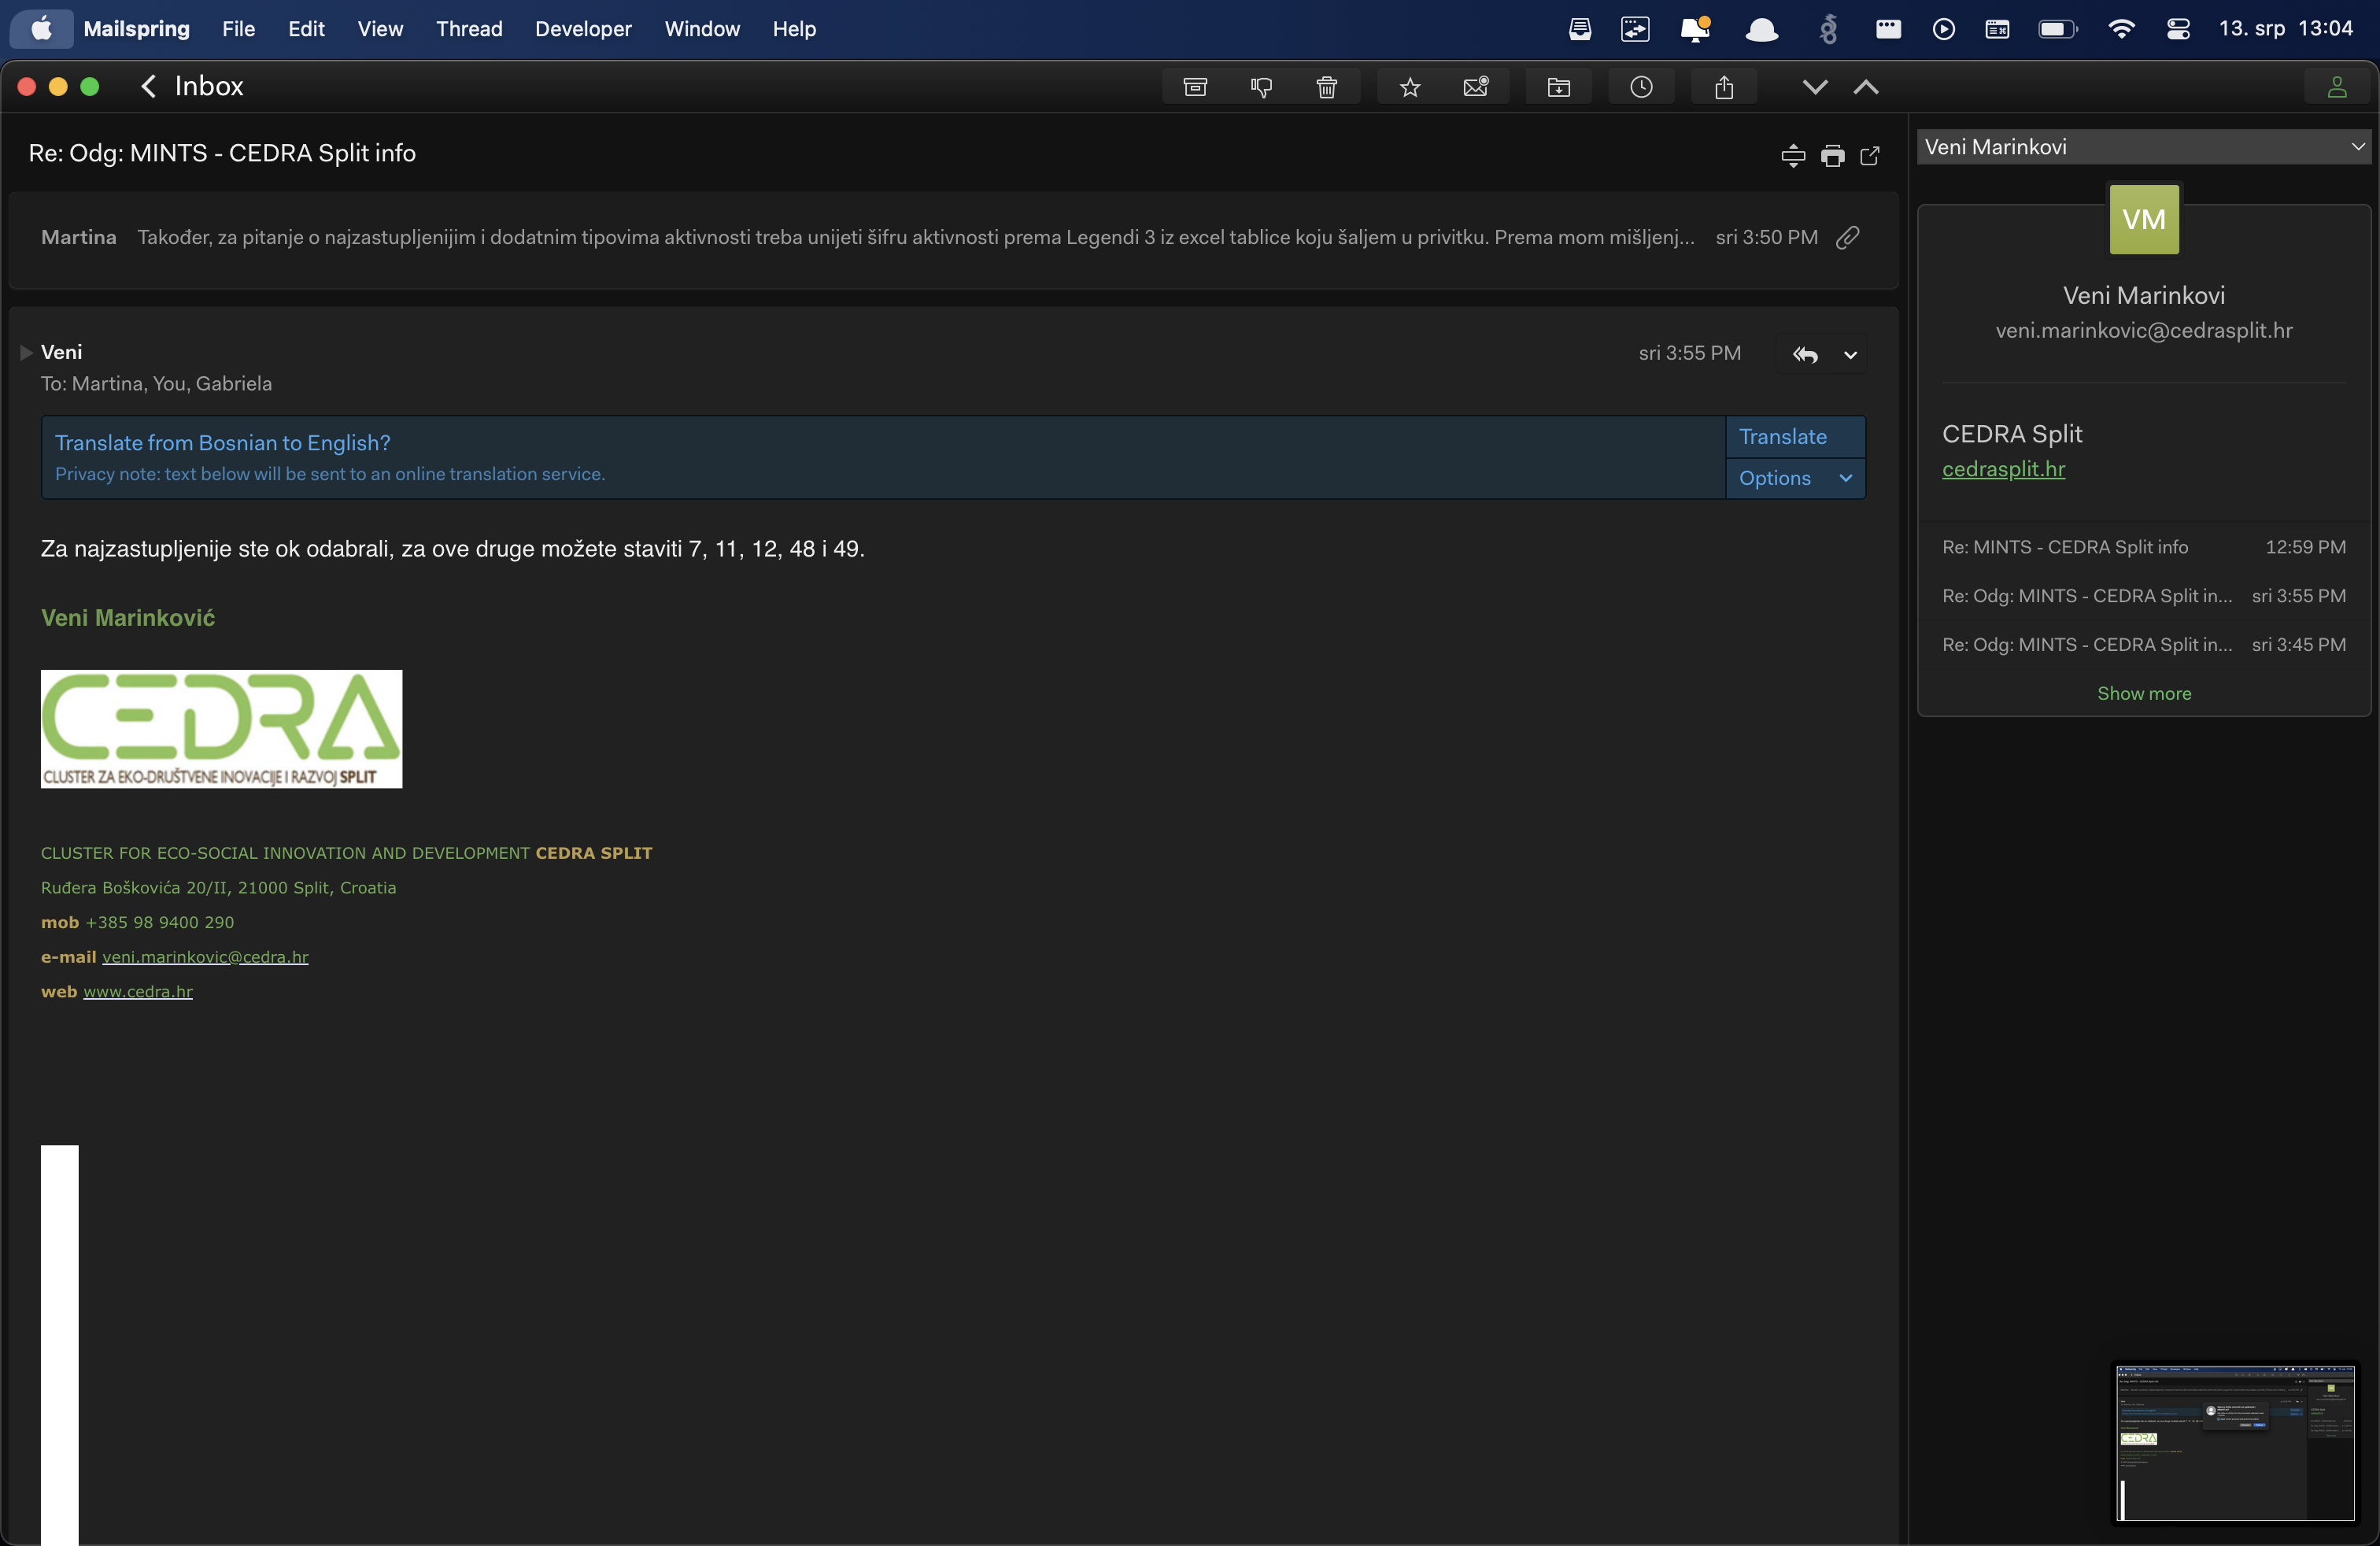 Mailspring File Edit View Thread Developer Window Help 13. srp 13:04
Inbox
Re: Odg: MINTS - CEDRA Split info
Martina Također, za pitanje o najzastupljenijim i dodatnim tipovima aktivnosti treba unijeti šifru aktivnosti prema Legendi 3 iz excel tablice koju šaljem u privitku. Prema mom mišljenj... sri 3:50 PM
Veni sri 3:55 PM
To: Martina, You, Gabriela
Translate from Bosnian to English?
Privacy note: text below will be sent to an online translation service.
Translate
Options
Za najzastupljenije ste ok odabrali, za ove druge možete staviti 7, 11, 12, 48 i 49.
Veni Marinković
CEDRA
CLUSTER ZA EKO-DRUŠTVENE INOVACIJE I RAZVOJ SPLIT
CLUSTER FOR ECO-SOCIAL INNOVATION AND DEVELOPMENT CEDRA SPLIT
Ruđera Boškovića 20/II, 21000 Split, Croatia
mob +385 98 9400 290
e-mail veni.marinkovic@cedra.hr
web www.cedra.hr
Veni Marinkovi
VM
Veni Marinkovi
veni.marinkovic@cedrasplit.hr
CEDRA Split
cedrasplit.hr
Re: MINTS - CEDRA Split info 12:59 PM
Re: Odg: MINTS - CEDRA Split in... sri 3:55 PM
Re: Odg: MINTS - CEDRA Split in... sri 3:45 PM
Show more
CEDRA